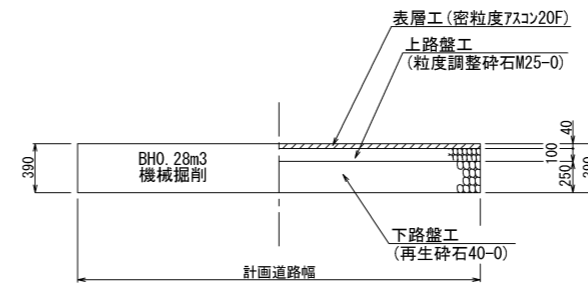 表層工(密粒度ｱｽｺﾝ20F)
上路盤工
(粒度調整砕石M25-0)
40
100
250
390
390
BH0.28m3
機械掘削
下路盤工
(再生砕石40-0)
計画道路幅